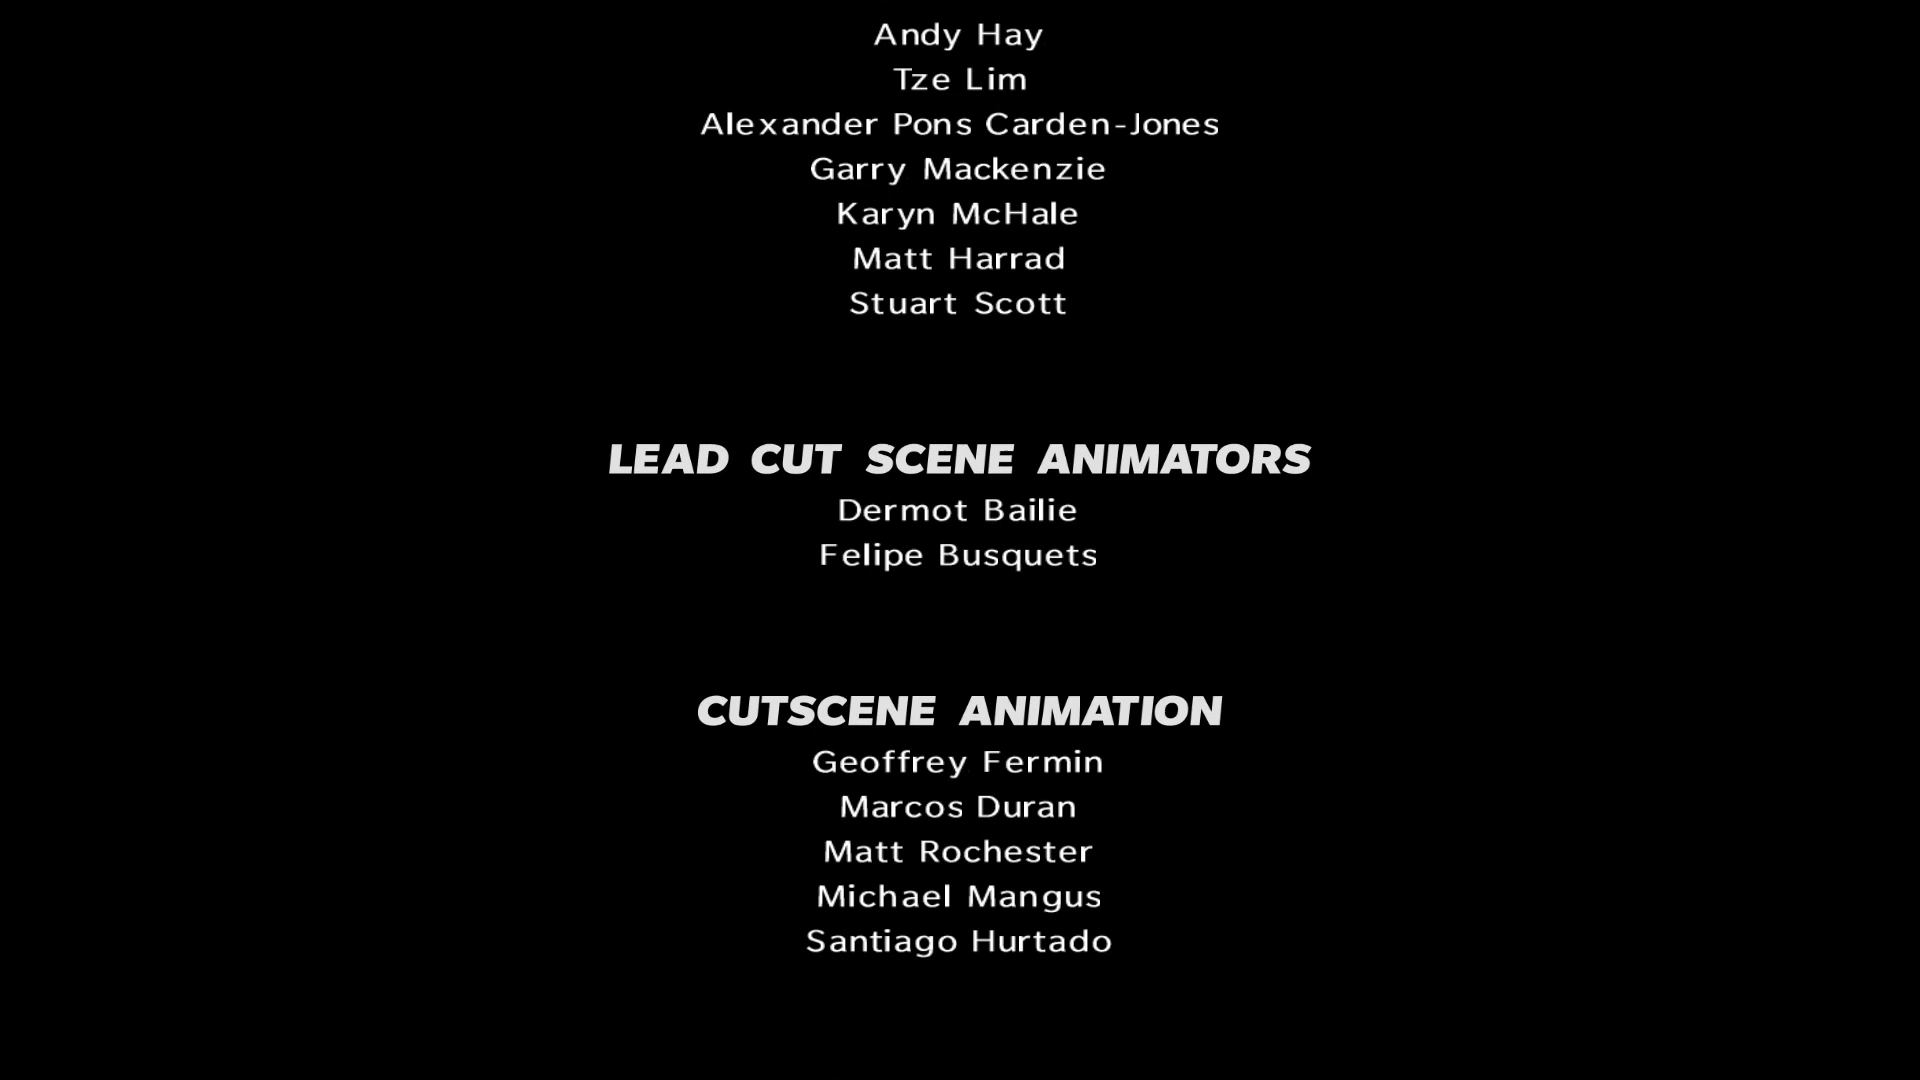 Andy Hay
Tze Lim
Alexander Pons Carden-Jones
Garry Mackenzie
Karyn McHale
Matt Harrad
Stuart Scott
LEAD CUT SCENE ANIMATORS
Dermot Bailie
Felipe Busquets
CUTSCENE ANIMATION
Geoffrey Fermin
Marcos Duran
Matt Rochester
Michael Mangus
Santiago Hurtado